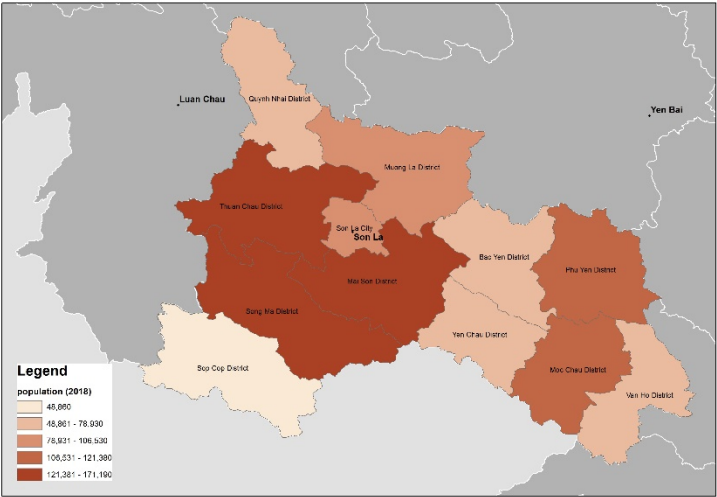 Quynh Nhai District
Luan Chau
Yen Bai
Muang La District
Thuan Chau District
Son La City
Son La
Bac Yen District
Phu Yen District
Mai Son District
Song Ma District
Yen Chau District
Sop Cop District
Moc Chau District
Van Ho District
Legend
population (2018)
48,860
48,861 - 78,930
78,931 - 106,530
106,531 - 121,380
121,381 - 171,190